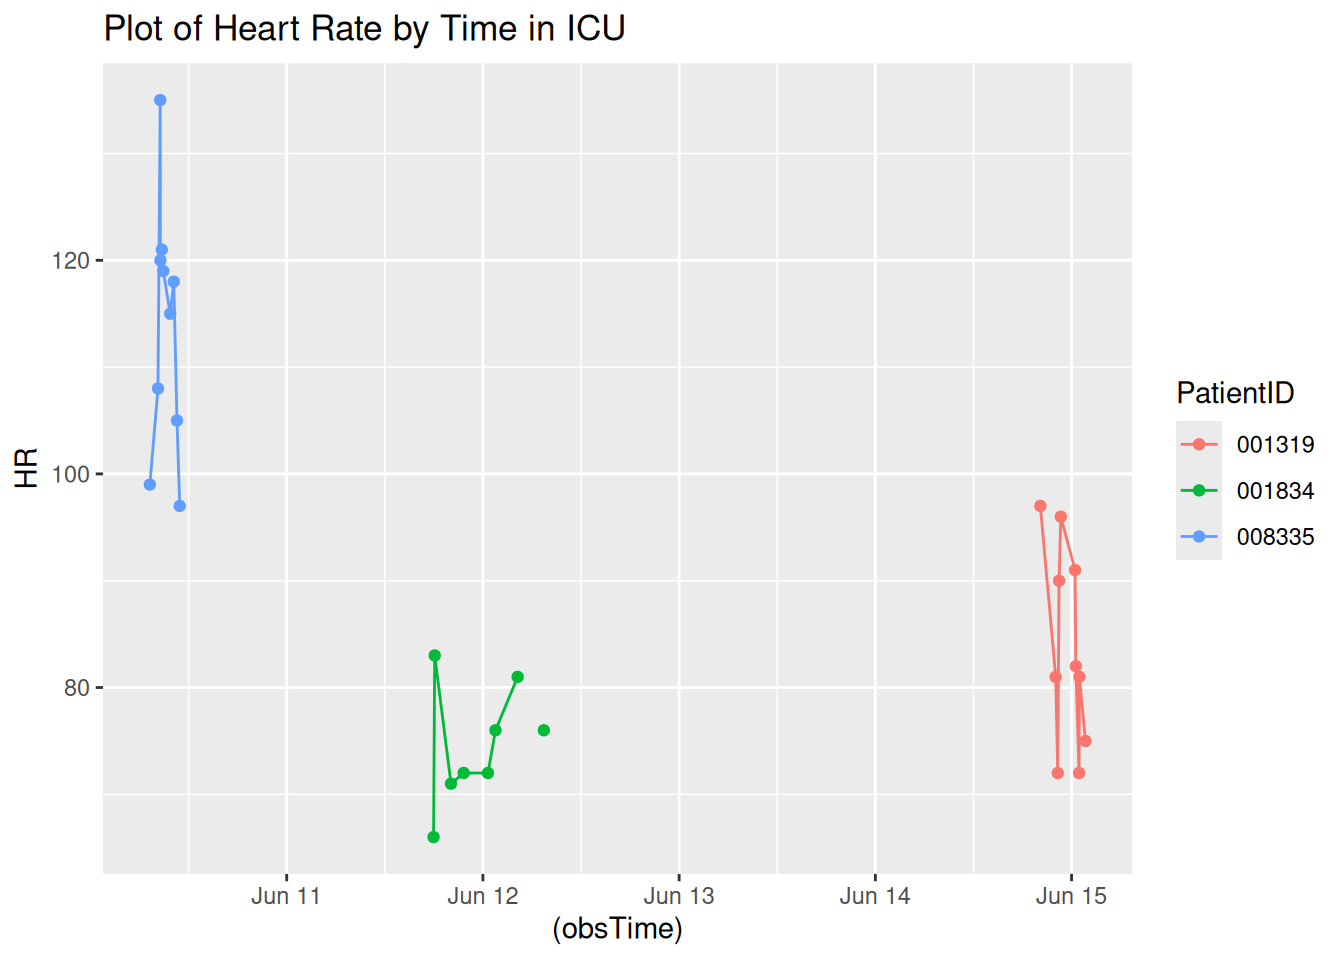 Plot of Heart Rate by Time in ICU
120
100
80
HR
Jun 11
Jun 12
Jun 13
Jun 14
Jun 15
(obsTime)
PatientID
001319
001834
008335